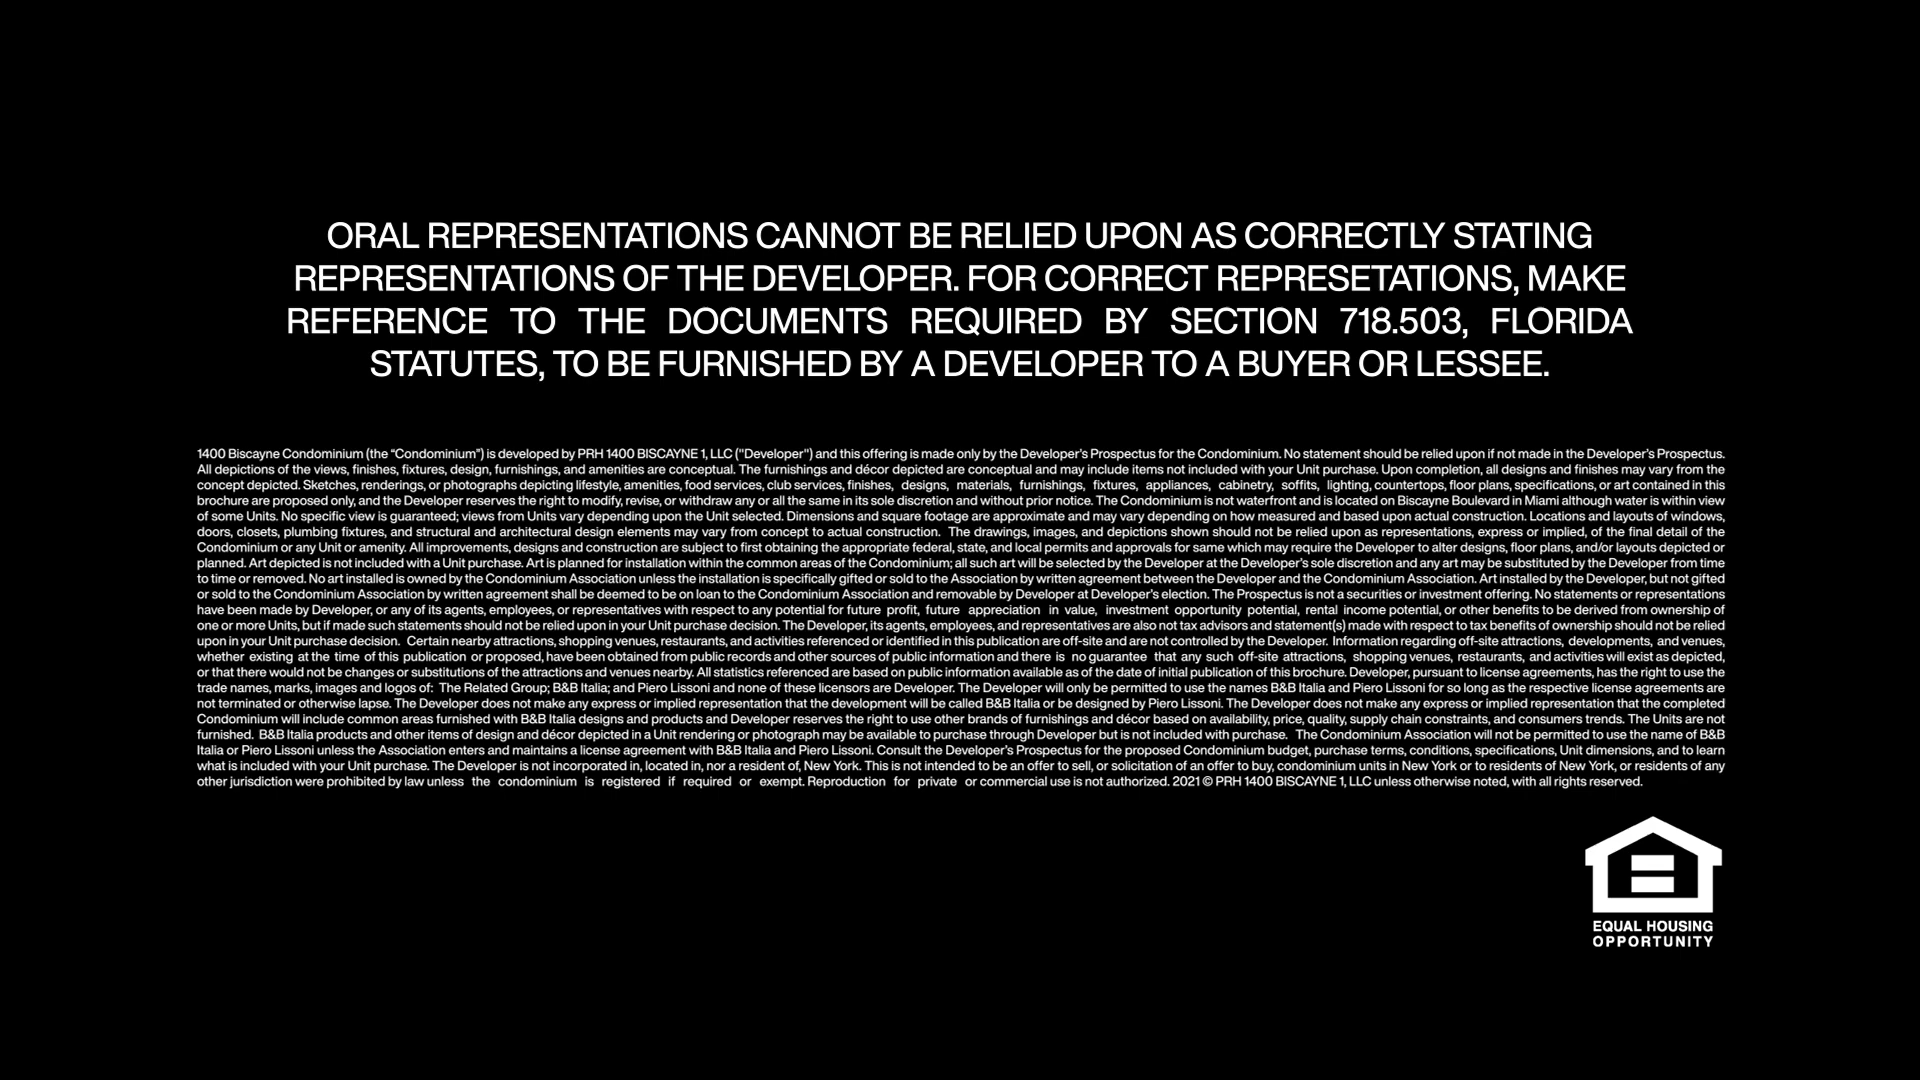 ORAL REPRESENTATIONS CANNOT BE RELIED UPON AS CORRECTLY STATING
REPRESENTATIONS OF THE DEVELOPER. FOR CORRECT REPRESETATIONS, MAKE
REFERENCE TO THE DOCUMENTS REQUIRED BY SECTION 718.503, FLORIDA
STATUTES, TO BE FURNISHED BY A DEVELOPER TO A BUYER OR LESSEE.
1400 Biscayne Condominium (the “Condominium”) is developed by PRH 1400 BISCAYNE 1, LLC ("Developer") and this offering is made only by the Developer’s Prospectus for the Condominium. No statement should be relied upon if not made in the Developer’s Prospectus.
All depictions of the views, finishes, fixtures, design, furnishings, and amenities are conceptual. The furnishings and décor depicted are conceptual and may include items not included with your Unit purchase. Upon completion, all designs and finishes may vary from the
concept depicted. Sketches, renderings, or photographs depicting lifestyle, amenities, food services, club services, finishes, designs, materials, furnishings, fixtures, appliances, cabinetry, soffits, lighting, countertops, floor plans, specifications, or art contained in this
brochure are proposed only, and the Developer reserves the right to modify, revise, or withdraw any or all the same in its sole discretion and without prior notice. The Condominium is not waterfront and is located on Biscayne Boulevard in Miami although water is within view
of some Units. No specific view is guaranteed; views from Units vary depending upon the Unit selected. Dimensions and square footage are approximate and may vary depending on how measured and based upon actual construction. Locations and layouts of windows,
doors, closets, plumbing fixtures, and structural and architectural design elements may vary from concept to actual construction. The drawings, images, and depictions shown should not be relied upon as representations, express or implied, of the final detail of the
Condominium or any Unit or amenity. All improvements, designs and construction are subject to first obtaining the appropriate federal, state, and local permits and approvals for same which may require the Developer to alter designs, floor plans, and/or layouts depicted or
planned. Art depicted is not included with a Unit purchase. Art is planned for installation within the common areas of the Condominium; all such art will be selected by the Developer at the Developer’s sole discretion and any art may be substituted by the Developer from time
to time or removed. No art installed is owned by the Condominium Association unless the installation is specifically gifted or sold to the Association by written agreement between the Developer and the Condominium Association. Art installed by the Developer, but not gifted
or sold to the Condominium Association by written agreement shall be deemed to be on loan to the Condominium Association and removable by Developer at Developer’s election. The Prospectus is not a securities or investment offering. No statements or representations
have been made by Developer, or any of its agents, employees, or representatives with respect to any potential for future profit, future appreciation in value, investment opportunity potential, rental income potential, or other benefits to be derived from ownership of
one or more Units, but if made such statements should not be relied upon in your Unit purchase decision. The Developer, its agents, employees, and representatives are also not tax advisors and statement(s) made with respect to tax benefits of ownership should not be relied
upon in your Unit purchase decision. Certain nearby attractions, shopping venues, restaurants, and activities referenced or identified in this publication are off-site and are not controlled by the Developer. Information regarding off-site attractions, developments, and venues,
whether existing at the time of this publication or proposed, have been obtained from public records and other sources of public information and there is no guarantee that any such off-site attractions, shopping venues, restaurants, and activities will exist as depicted,
or that there would not be changes or substitutions of the attractions and venues nearby. All statistics referenced are based on public information available as of the date of initial publication of this brochure. Developer, pursuant to license agreements, has the right to use the
trade names, marks, images and logos of: The Related Group; B&B Italia; and Piero Lissoni and none of these licensors are Developer. The Developer will only be permitted to use the names B&B Italia and Piero Lissoni for so long as the respective license agreements are
not terminated or otherwise lapse. The Developer does not make any express or implied representation that the development will be called B&B Italia or be designed by Piero Lissoni. The Developer does not make any express or implied representation that the completed
Condominium will include common areas furnished with B&B Italia designs and products and Developer reserves the right to use other brands of furnishings and décor based on availability, price, quality, supply chain constraints, and consumers trends. The Units are not
furnished. B&B Italia products and other items of design and décor depicted in a Unit rendering or photograph may be available to purchase through Developer but is not included with purchase. The Condominium Association will not be permitted to use the name of B&B
Italia or Piero Lissoni unless the Association enters and maintains a license agreement with B&B Italia and Piero Lissoni. Consult the Developer’s Prospectus for the proposed Condominium budget, purchase terms, conditions, specifications, Unit dimensions, and to learn
what is included with your Unit purchase. The Developer is not incorporated in, located in, nor a resident of, New York. This is not intended to be an offer to sell, or solicitation of an offer to buy, condominium units in New York or to residents of New York, or residents of any
other jurisdiction were prohibited by law unless the condominium is registered if required or exempt. Reproduction for private or commercial use is not authorized. 2021 © PRH 1400 BISCAYNE 1, LLC unless otherwise noted, with all rights reserved.
EQUAL HOUSING
OPPORTUNITY